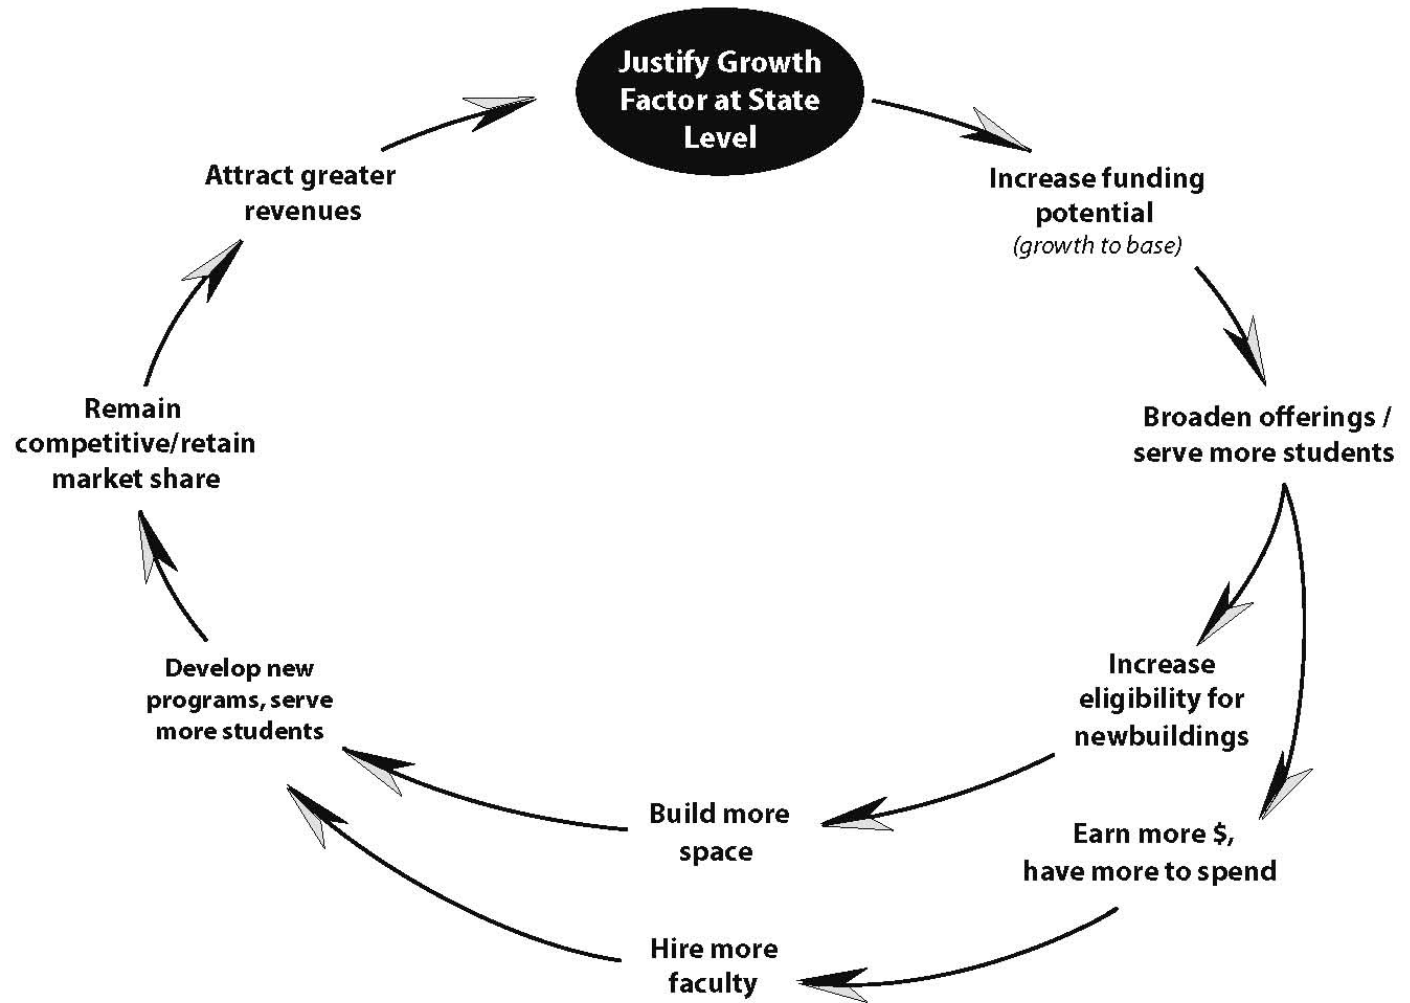 Justify Growth
Factor at State
Level
Increase funding
potential
(growth to base)
Broaden offerings /
serve more students
Increase
eligibility for
newbuildings
Earn more $,
have more to spend
Build more
space
Hire more
faculty
Develop new
programs, serve
more students
Remain
competitive/retain
market share
Attract greater
revenues